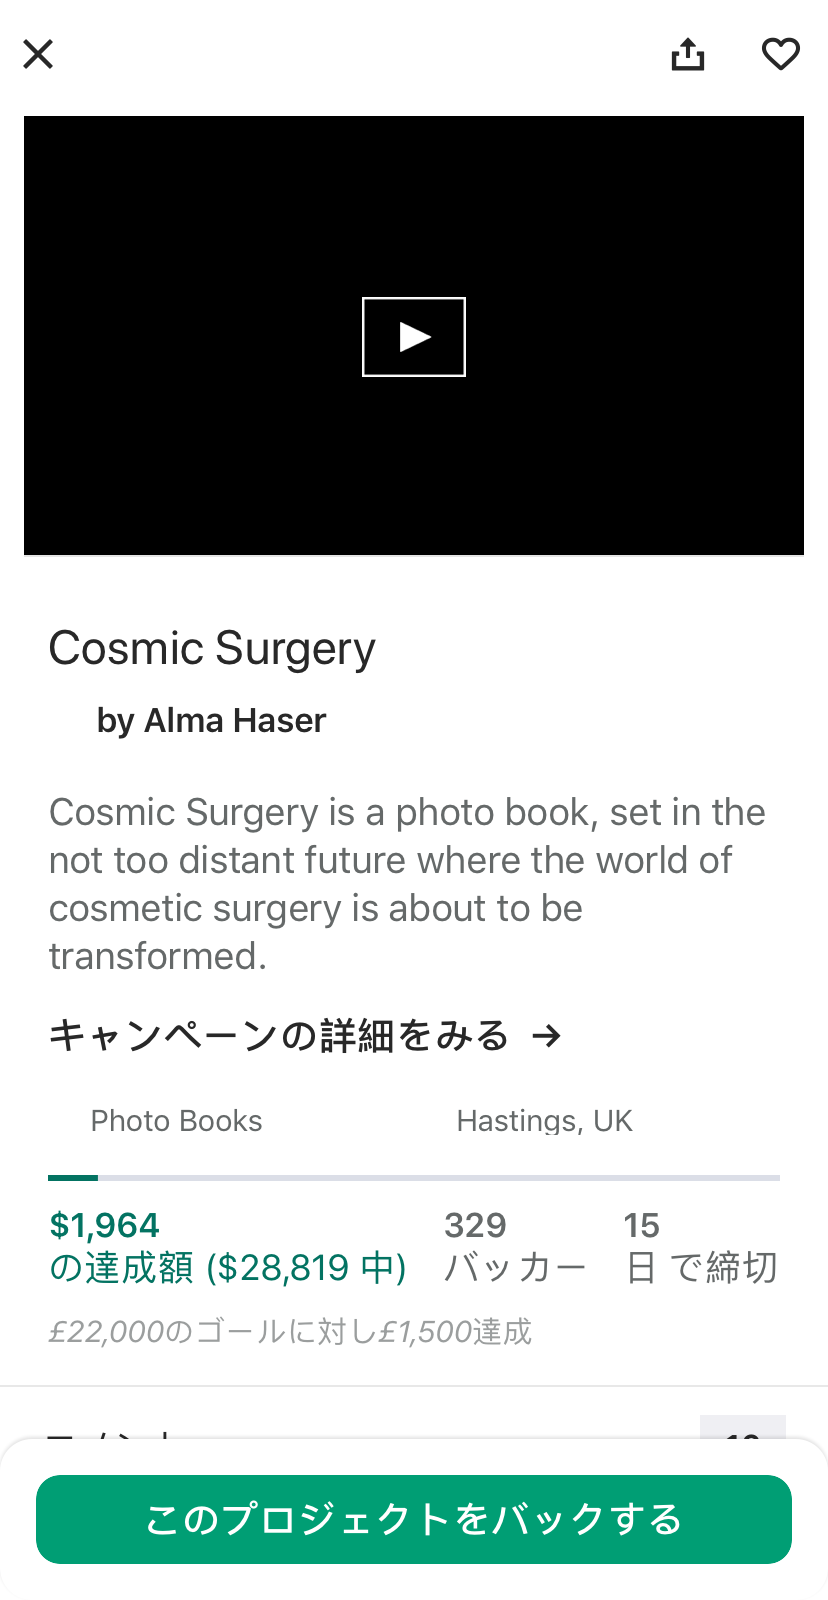 Cosmic Surgery
by Alma Haser
Cosmic Surgery is a photo book, set in the
not too distant future where the world of
cosmetic surgery is about to be
transformed.
キャンペーンの詳細をみる →
Photo Books
Hastings, UK
$1,964
の達成額 ($28,819 中)
329
バッカー
15
日 で締切
£22,000のゴールに対し£1,500達成
このプロジェクトをバックする